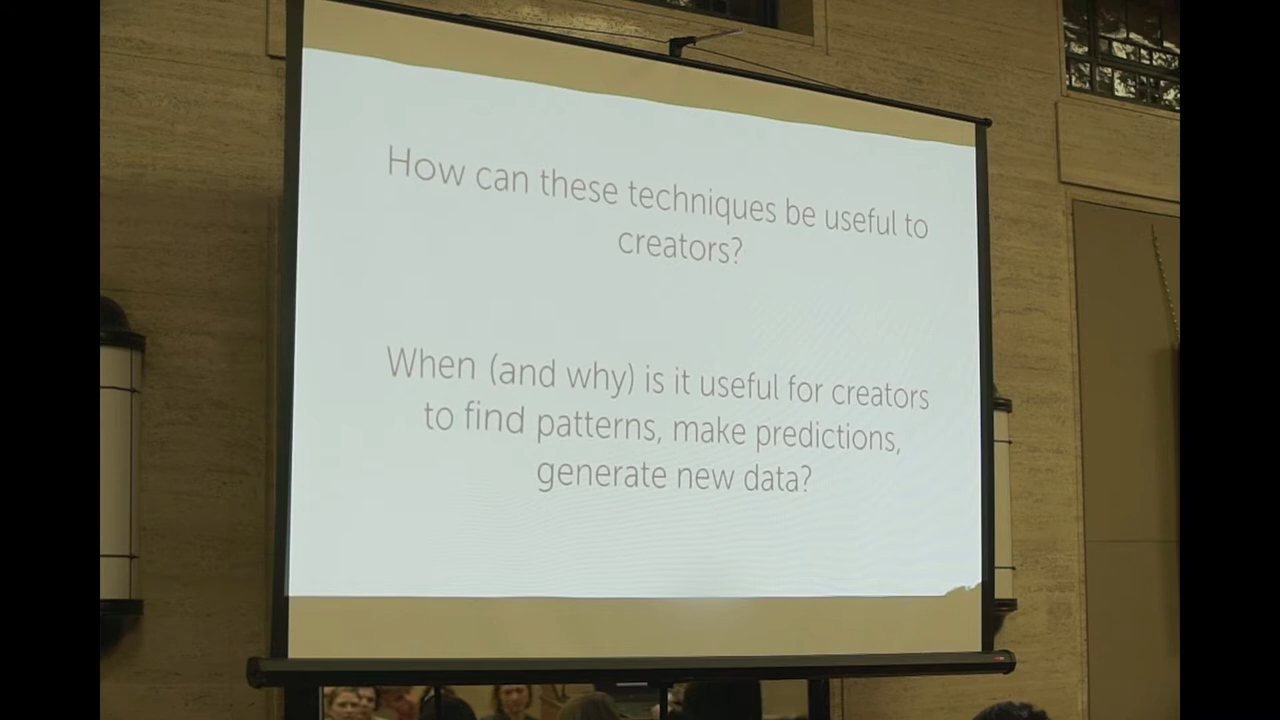 How can these techniques be useful to
creators?
When (and why) is it useful for creators
to find patterns, make predictions,
generate new data?